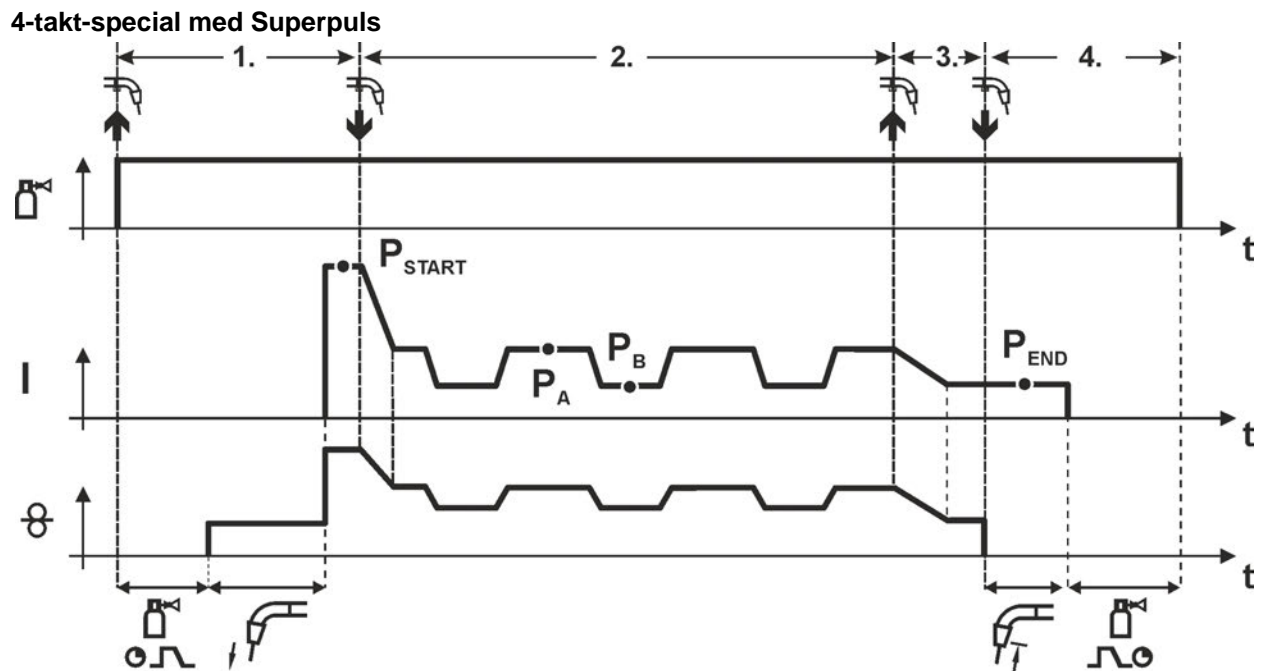 4-takt-special med Superpuls
1. 2. 3. 4.
t
P START
P B
P A
P END
I
t
t